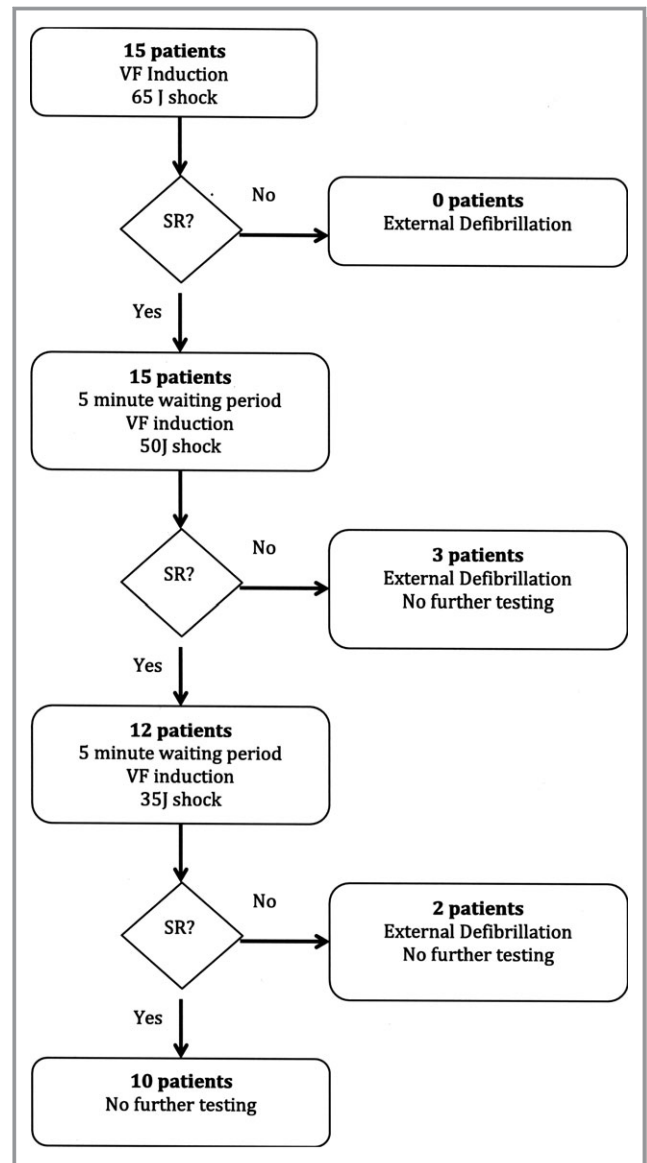 15 patients
VF Induction
65 J shock
SR?
No
0 patients
External Defibrillation
Yes
15 patients
5 minute waiting period
VF induction
50J shock
SR?
No
3 patients
External Defibrillation
No further testing
Yes
12 patients
5 minute waiting period
VF induction
35J shock
SR?
No
2 patients
External Defibrillation
No further testing
Yes
10 patients
No further testing